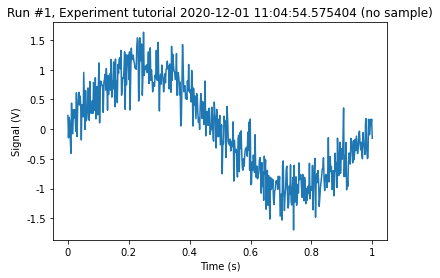 Run #1, Experiment tutorial 2020-12-01 11:04:54.575404 (no sample)
1.5
1
0.5
0
-0.5
-1
-1.5
Signal (V)
0 0.2 0.4 0.6 0.8 1
Time (s)